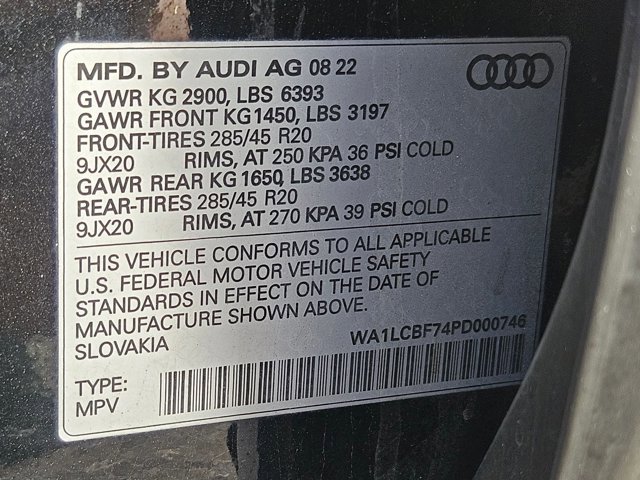 MFD. BY AUDI AG 08 22
GVWR KG 2900, LBS 6393
GAWR FRONT KG 1450, LBS 3197
FRONT-TIRES 285/45 R20
9JX20 RIMS, AT 250 KPA 36 PSI COLD
GAWR REAR KG 1650, LBS 3638
REAR-TIRES 285/45 R20
9JX20 RIMS, AT 270 KPA 39 PSI COLD
THIS VEHICLE CONFORMS TO ALL APPLICABLE
U.S. FEDERAL MOTOR VEHICLE SAFETY
STANDARDS IN EFFECT ON THE DATE OF
MANUFACTURE SHOWN ABOVE.
SLOVAKIA WA1LCBF74PD000746
TYPE:
MPV